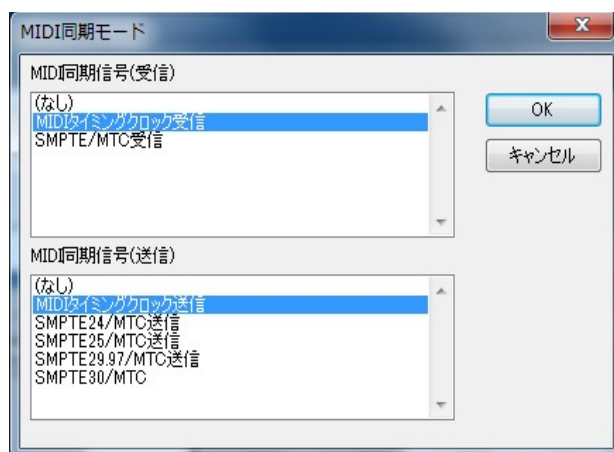 MIDI同期モード
MIDI同期信号(受信)
(なし)
MIDIタイミングクロック受信
SMPTE/MTC受信
OK
キャンセル
MIDI同期信号(送信)
(なし)
MIDIタイミングクロック送信
SMPTE24/MTC送信
SMPTE25/MTC送信
SMPTE29.97/MTC送信
SMPTE30/MTC